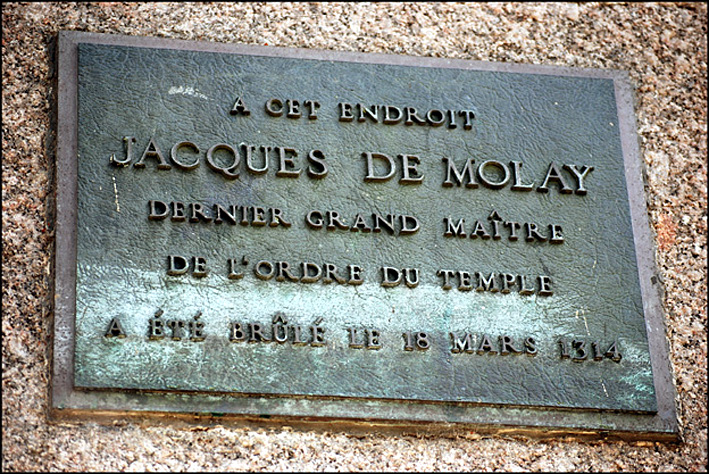 A CET ENDROIT
JACQUES DE MOLAY
DERNIER GRAND MAÎTRE
DE L'ORDRE DU TEMPLE
A ÉTÉ BRÛLÉ LE 18 MARS 1314